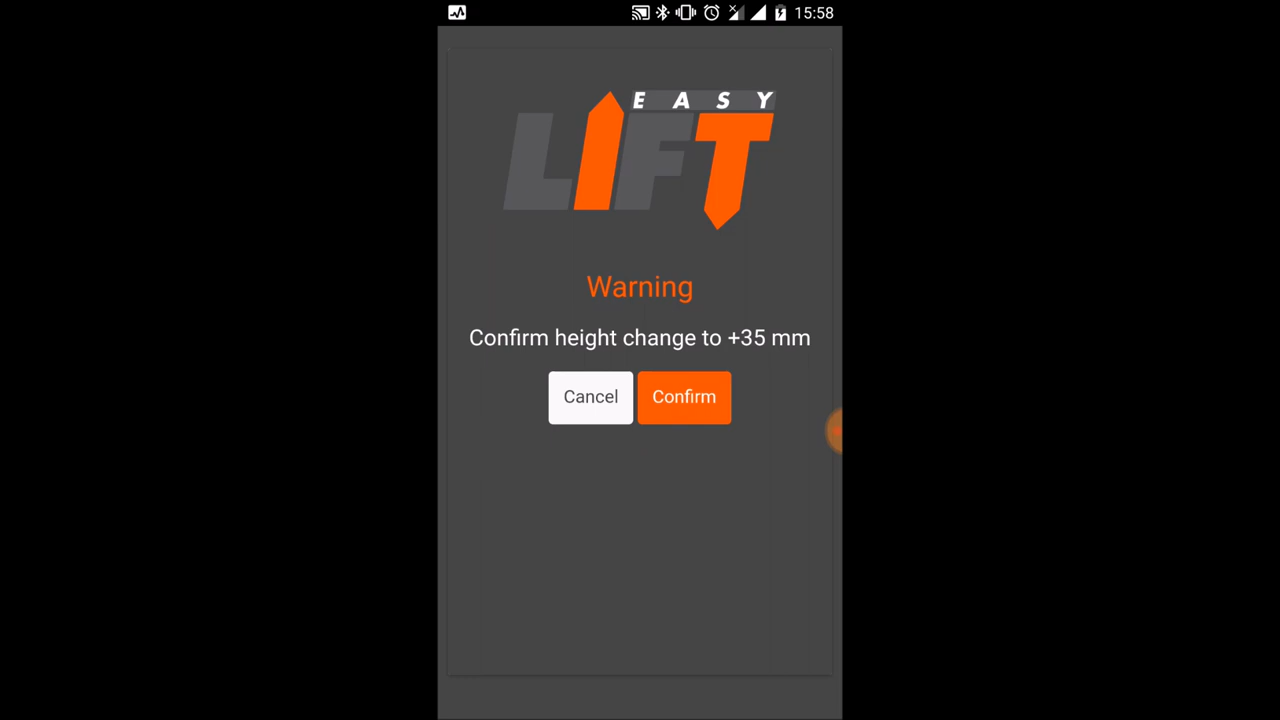 15:58
EASY
LIFT
Warning
Confirm height change to +35 mm
Cancel
Confirm